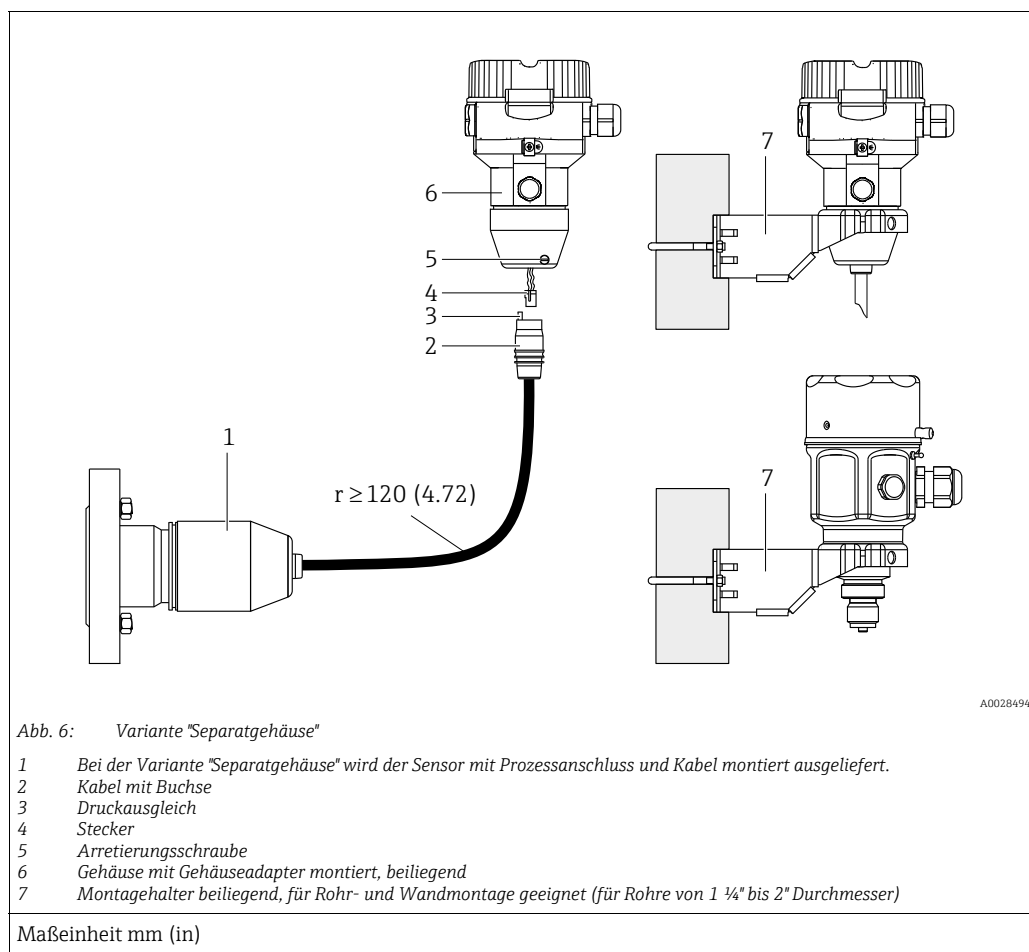 6
7
5
4
3
2
1
r ≥ 120 (4.72)
7
A0028494
Abb. 6: Variante "Separatgehäuse"
1 Bei der Variante "Separatgehäuse" wird der Sensor mit Prozessanschluss und Kabel montiert ausgeliefert.
2 Kabel mit Buchse
3 Druckausgleich
4 Stecker
5 Arretierungsschraube
6 Gehäuse mit Gehäuseadapter montiert, beiliegend
7 Montagehalter beiliegend, für Rohr- und Wandmontage geeignet (für Rohre von 1 ¼" bis 2" Durchmesser)
Maßeinheit mm (in)